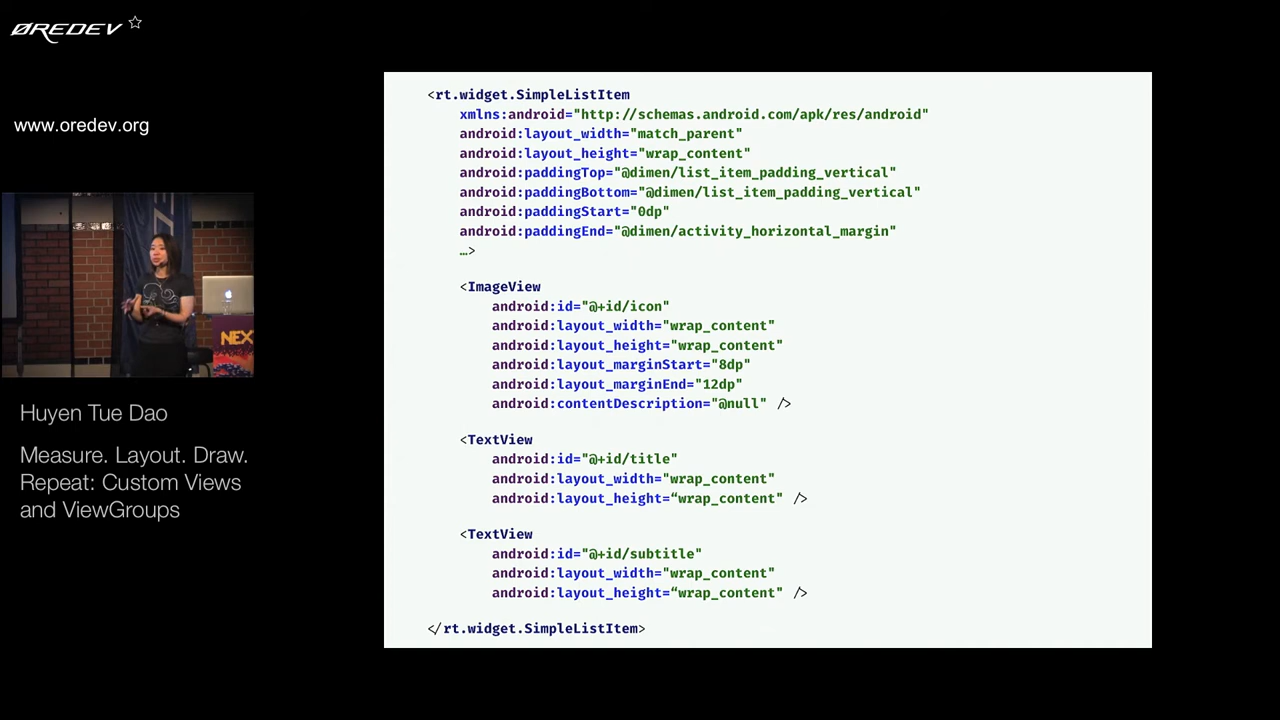 ØREDEV
www.oredev.org
NEX
Huyen Tue Dao
Measure. Layout. Draw.
Repeat: Custom Views
and ViewGroups
<rt.widget.SimpleListItem
xmlns:android="http://schemas.android.com/apk/res/android"
android:layout_width="match_parent"
android:layout_height="wrap_content"
android:paddingTop="@dimen/list_item_padding_vertical"
android:paddingBottom="@dimen/list_item_padding_vertical"
android:paddingStart="0dp"
android:paddingEnd="@dimen/activity_horizontal_margin"
…>
<ImageView
android:id="@+id/icon"
android:layout_width="wrap_content"
android:layout_height="wrap_content"
android:layout_marginStart="8dp"
android:layout_marginEnd="12dp"
android:contentDescription="@null" />
<TextView
android:id="@+id/title"
android:layout_width="wrap_content"
android:layout_height=“wrap_content" />
<TextView
android:id="@+id/subtitle"
android:layout_width="wrap_content"
android:layout_height=“wrap_content" />
</rt.widget.SimpleListItem>